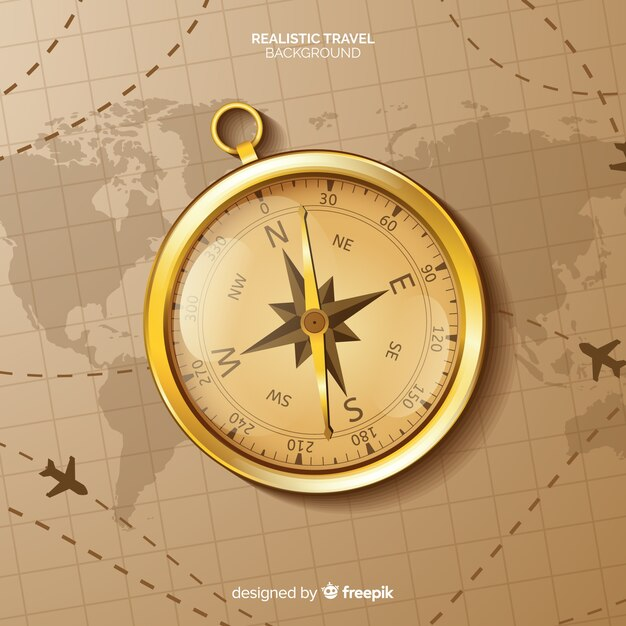 REALISTIC TRAVEL
BACKGROUND
0
30
N
NE
330
NW
E
90
300
120
W
SE
270
SW
S
150
240
210
180
designed by freepik